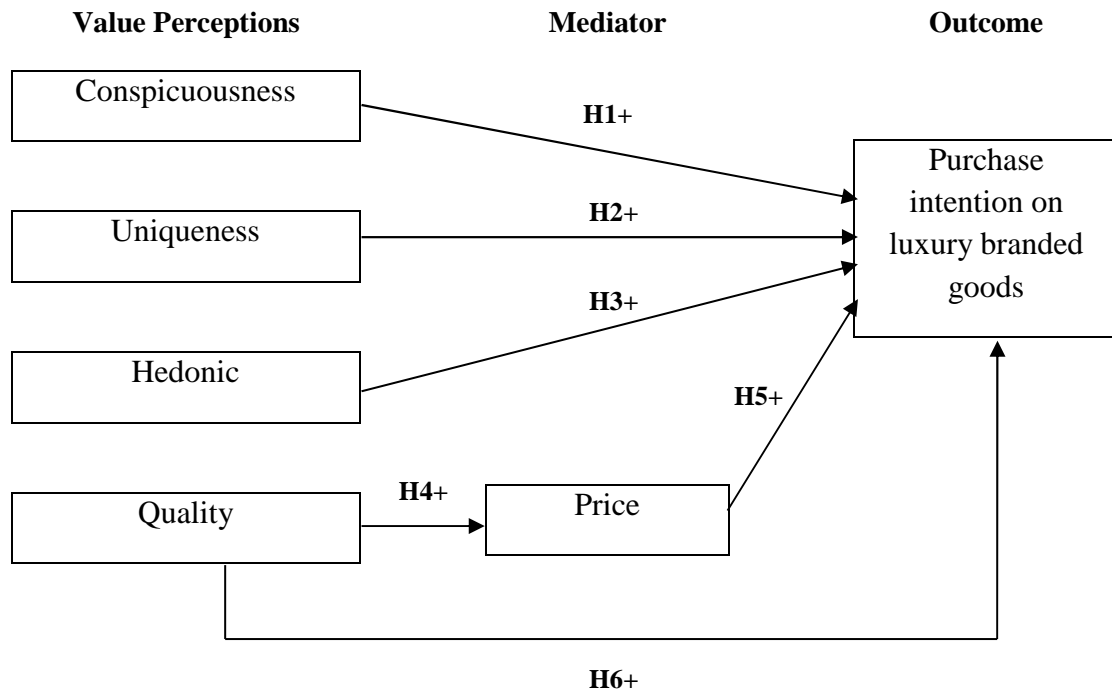 Value Perceptions
Mediator
Outcome
Conspicuousness
H1+
Purchase
intention on
luxury branded
goods
Uniqueness
H2+
Hedonic
H3+
H5+
Quality
H4+
Price
H6+